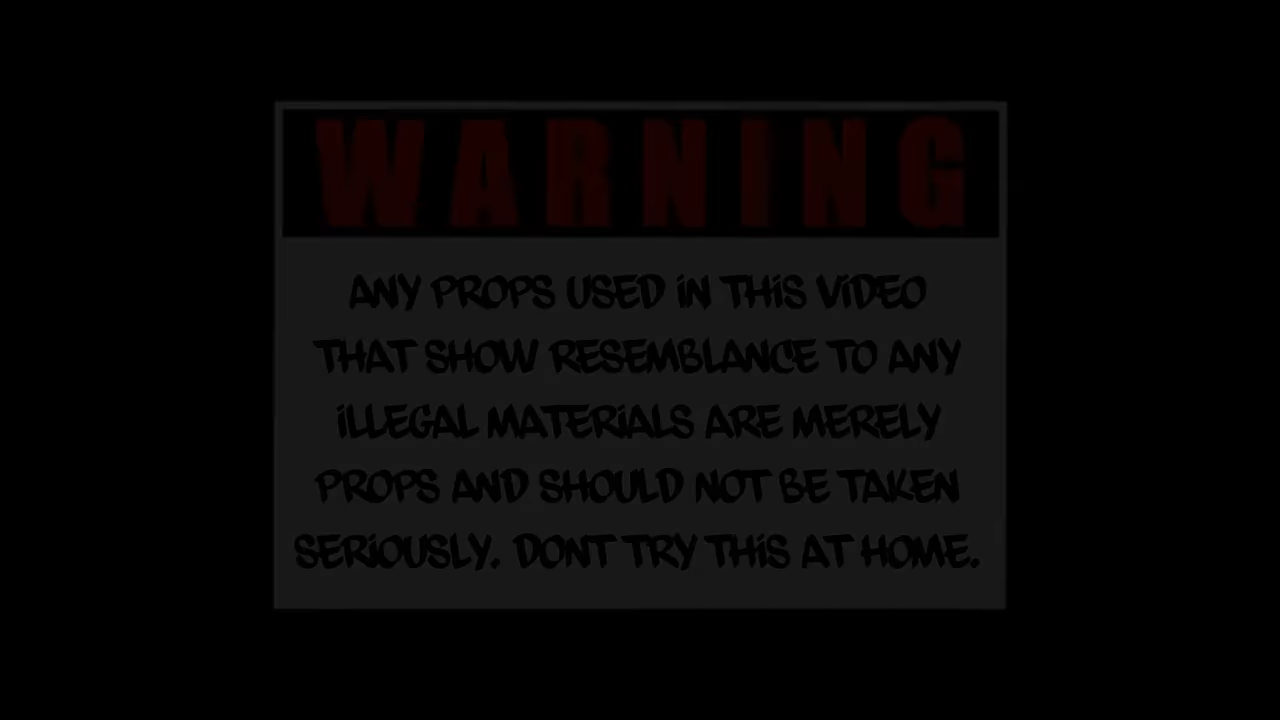 WARNING
ANY PROPS USED iN THiS ViDEO
THAT SHOW RESEMBLANCE TO ANY
iLLEGAL MATERiALS ARE MERELY
PROPS AND SHOULD NOT BE TAKEN
SERiOUSLY. DONT TRY THiS AT HOME.